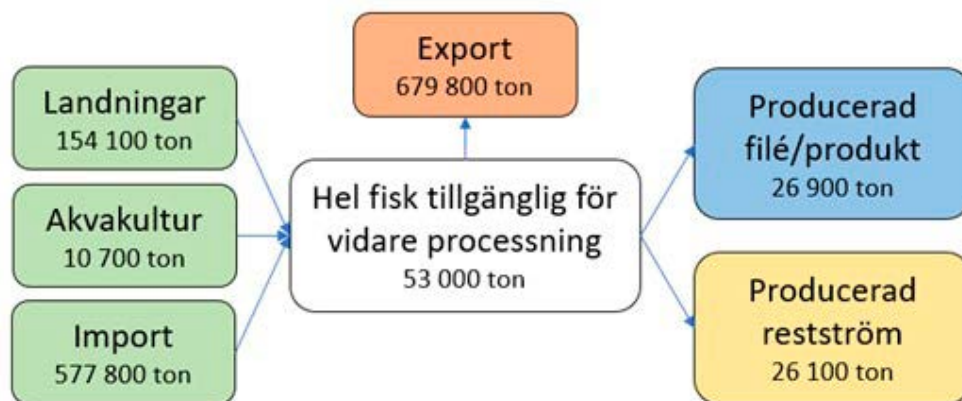 Landningar
154 100 ton
Akvakultur
10 700 ton
Import
577 800 ton
Export
679 800 ton
Hel fisk tillgänglig för
vidare processning
53 000 ton
Producerad
filé/produkt
26 900 ton
Producerad
restström
26 100 ton